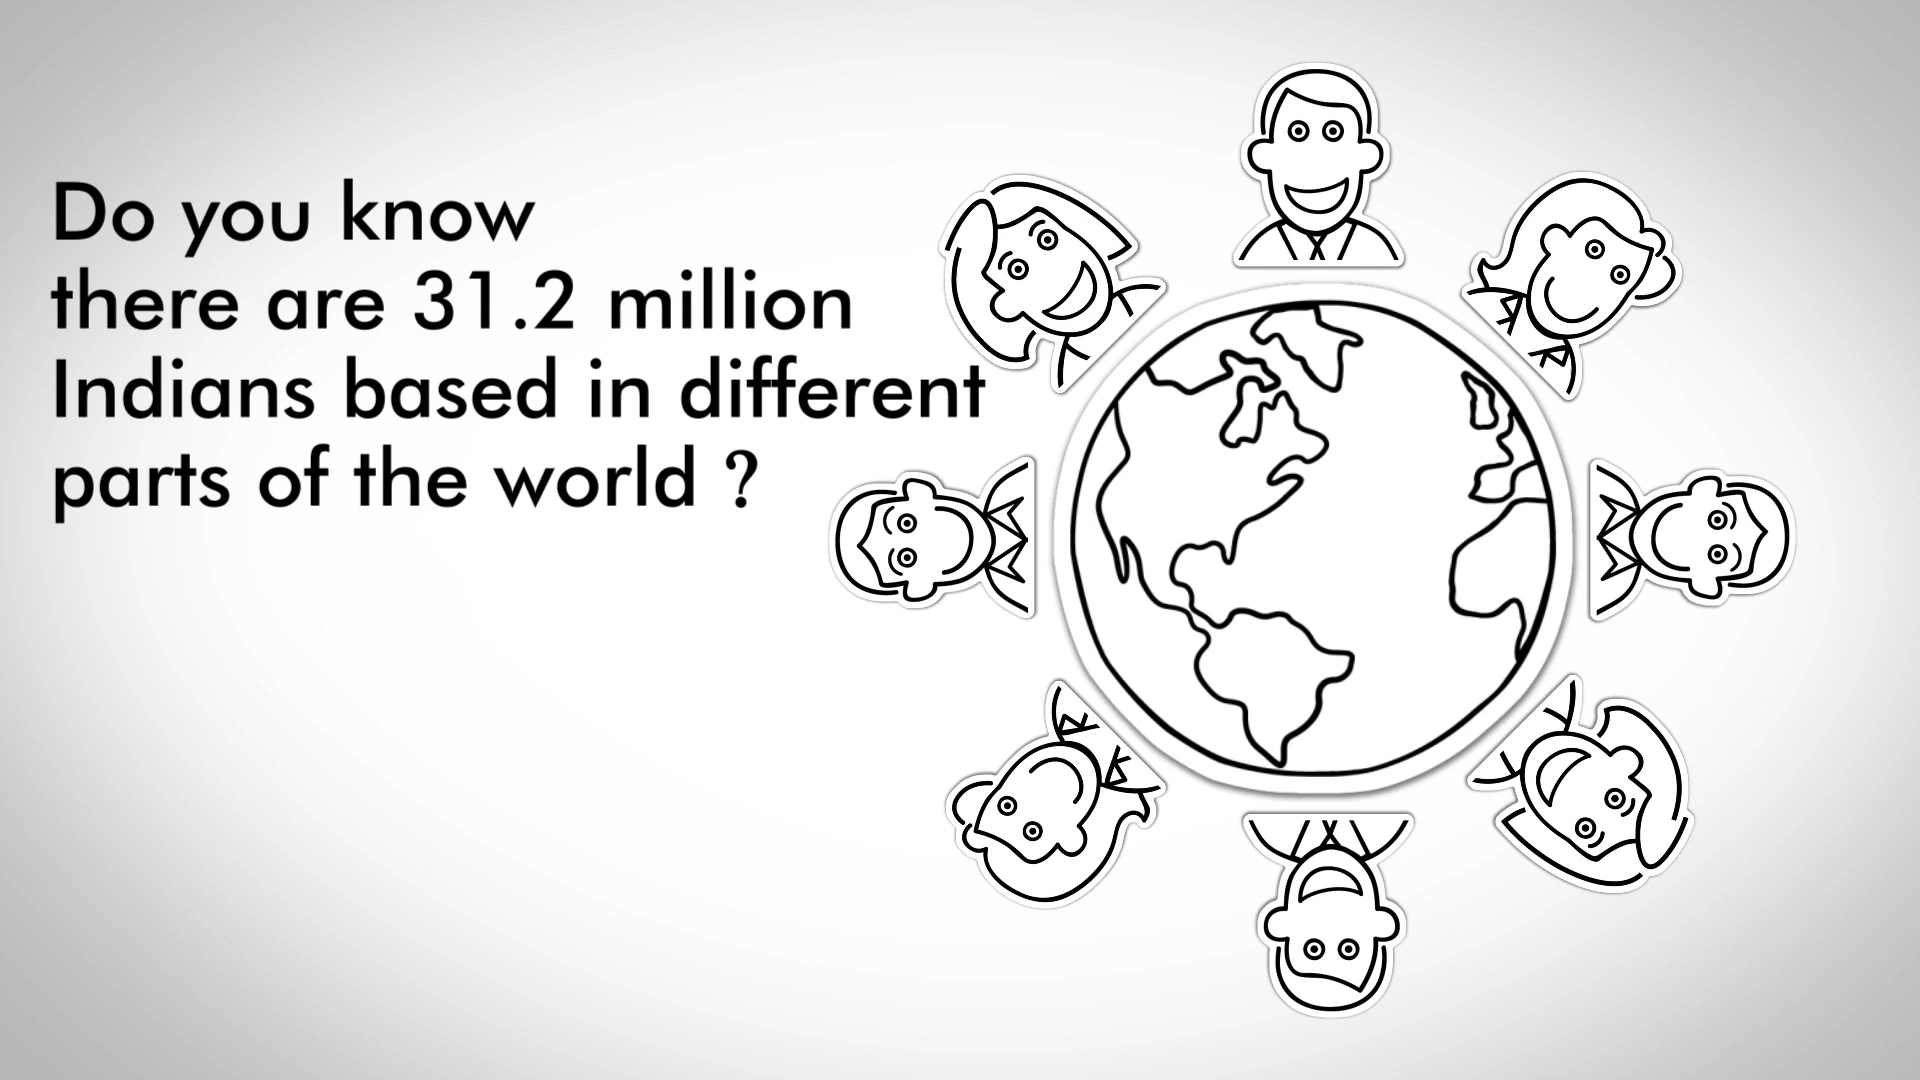 Do you know
there are 31.2 million
Indians based in different
parts of the world ?